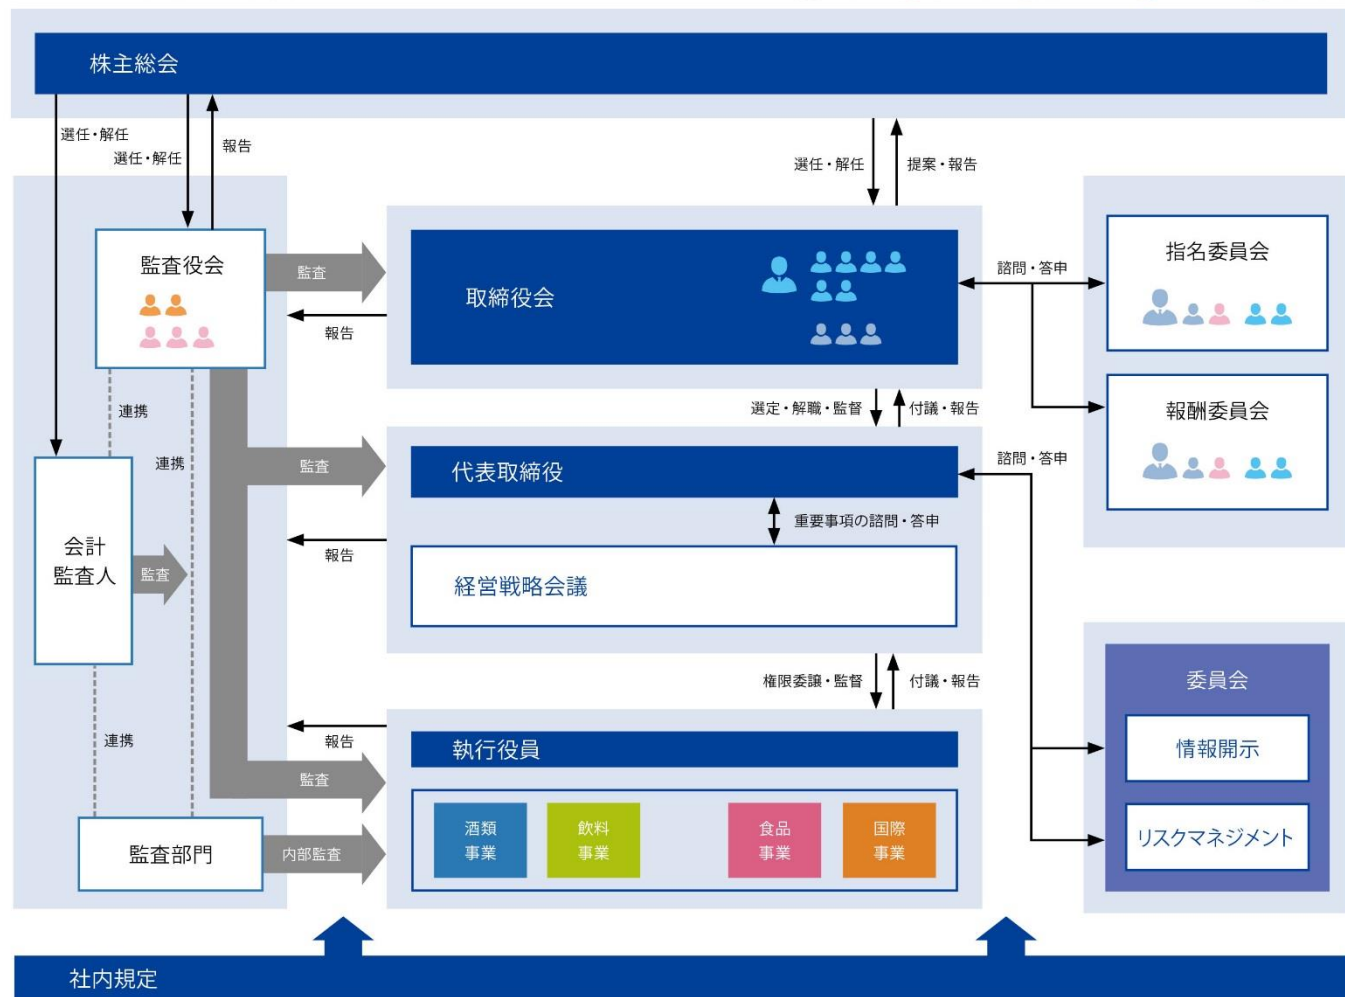 株主総会
選任・解任
選任・解任
報告
選任・解任
提案・報告
監査役会
監査
報告
取締役会
諮問・答申
指名委員会
報酬委員会
連携
連携
選定・解職・監督
付議・報告
監査
代表取締役
諮問・答申
重要事項の諮問・答申
報告
経営戦略会議
会計
監査人
監査
権限委譲・監督
付議・報告
委員会
情報開示
リスクマネジメント
連携
報告
執行役員
監査
酒類
事業
飲料
事業
食品
事業
国際
事業
監査部門
内部監査
社内規定